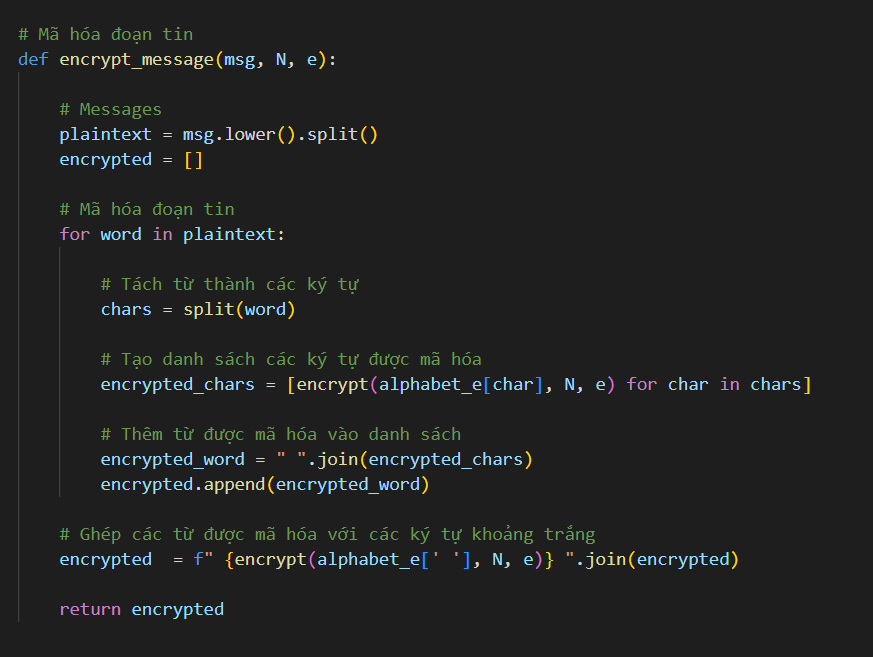 # Mã hóa đoạn tin
def encrypt_message(msg, N, e):
# Messages
plaintext = msg.lower().split()
encrypted = []
# Mã hóa đoạn tin
for word in plaintext:
# Tách từ thành các ký tự
chars = split(word)
# Tạo danh sách các ký tự được mã hóa
encrypted_chars = [encrypt(alphabet_e[char], N, e) for char in chars]
# Thêm từ được mã hóa vào danh sách
encrypted_word = " ".join(encrypted_chars)
encrypted.append(encrypted_word)
# Ghép các từ được mã hóa với các ký tự khoảng trắng
encrypted  = f" {encrypt(alphabet_e[' '], N, e)} ".join(encrypted)
return encrypted